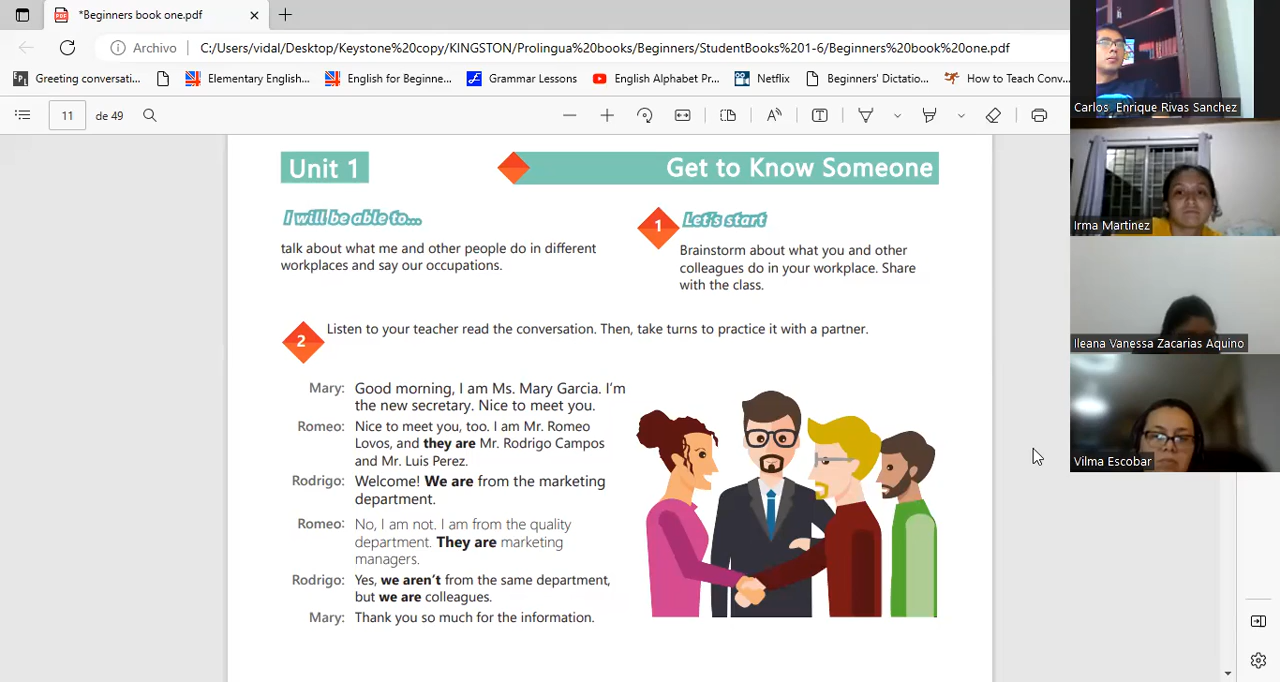 *Beginners book one.pdf
Archivo
C:/Users/vidal/Desktop/Keystone%20copy/KINGSTON/Prolingua%20books/Beginners/StudentBooks%201-6/Beginners%20book%20one.pdf
Greeting conversati...
Elementary English...
English for Beginne...
Grammar Lessons
English Alphabet Pr...
Netflix
Beginners' Dictatio...
How to Teach Conv...
11 de 49
Unit 1
Get to Know Someone
I will be able to...
talk about what me and other people do in different
workplaces and say our occupations.
1 Let's start
Brainstorm about what you and other
colleagues do in your workplace. Share
with the class.
2 Listen to your teacher read the conversation. Then, take turns to practice it with a partner.
Mary: Good morning, I am Ms. Mary Garcia. I'm
the new secretary. Nice to meet you.
Romeo: Nice to meet you, too. I am Mr. Romeo
Lovos, and they are Mr. Rodrigo Campos
and Mr. Luis Perez.
Rodrigo: Welcome! We are from the marketing
department.
Romeo: No, I am not. I am from the quality
department. They are marketing
managers.
Rodrigo: Yes, we aren't from the same department,
but we are colleagues.
Mary: Thank you so much for the information.
Carlos Enrique Rivas Sanchez
Irma Martinez
Ileana Vanessa Zacarias Aquino
Vilma Escobar